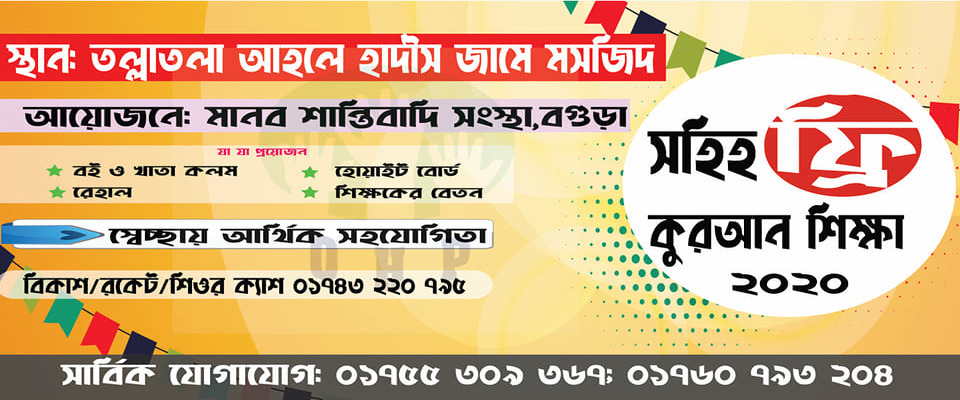 স্থান: তল্লাতলা আহলে হাদীস জামে মসজিদ
আয়োজনে: মানব শান্তিবাদি সংস্থা,বগুড়া
যা যা প্রয়োজন
বই ও খাতা কলম
হোয়াইট বোর্ড
রেহাল
শিক্ষকের বেতন
স্বেচ্ছায় আর্থিক সহযোগিতা
বিকাশ/রকেট/শিওর ক্যাশ ০১৭৪৩ ২২০ ৭৯৫
সহিহ ফ্রি
কুরআন শিক্ষা
২০২০
OHP
সার্বিক যোগাযোগ: ০১৭৫৫ ৩০৯ ৩৬৭; ০১৭৬০ ৭৯৩ ২০৪